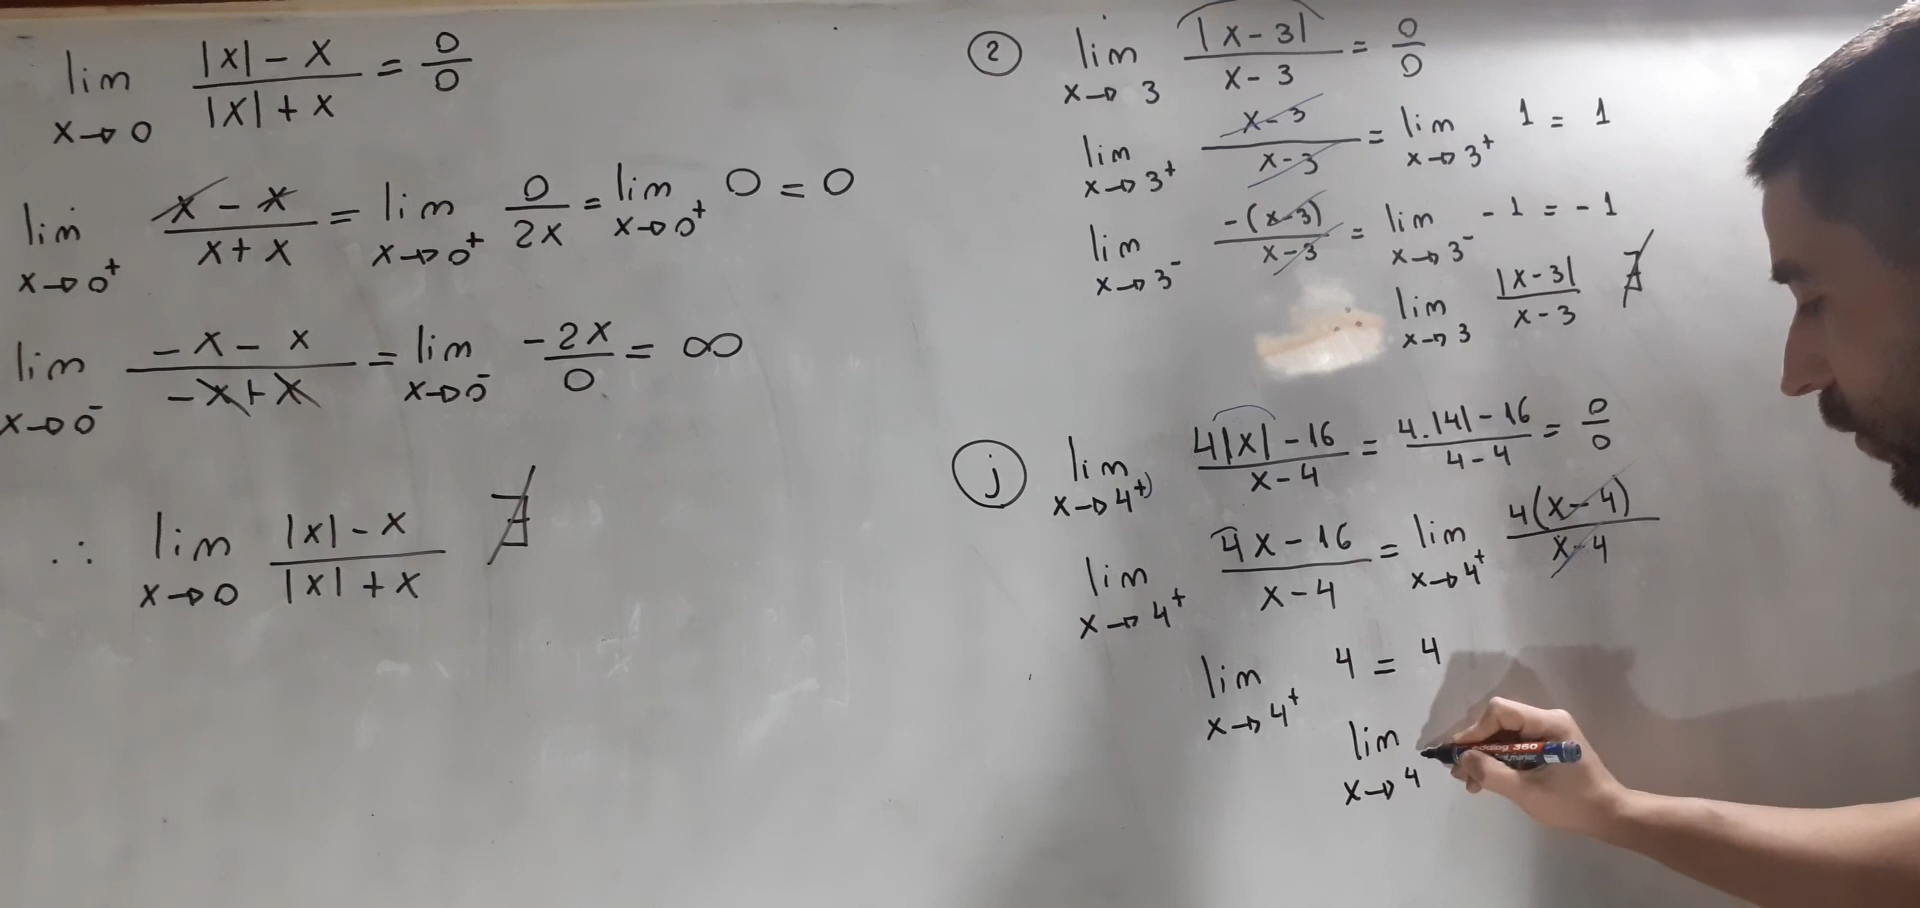 lim x→0 |x| - x / |x| + x = 0/0
lim x→0⁺ x - x / x + x = lim x→0⁺ 0/2x = lim x→0⁺ 0 = 0
lim x→0⁻ -x - x / -x + x = lim x→0⁻ -2x/0 = ∞
∴ lim x→0 |x| - x / |x| + x ∄
2 lim x→3 |x - 3| / x - 3 = 0/0
lim x→3⁺ x - 3 / x - 3 = lim x→3⁺ 1 = 1
lim x→3⁻ -(x - 3) / x - 3 = lim x→3⁻ -1 = -1
lim x→3 |x - 3| / x - 3 ∄
j lim x→4⁺) 4|x| - 16 / x - 4 = 4.|4| - 16 / 4 - 4 = 0/0
lim x→4⁺ 4x - 16 / x - 4 = lim x→4⁺ 4(x - 4) / x - 4
lim x→4⁺ 4 = 4
lim x→4
edding 360